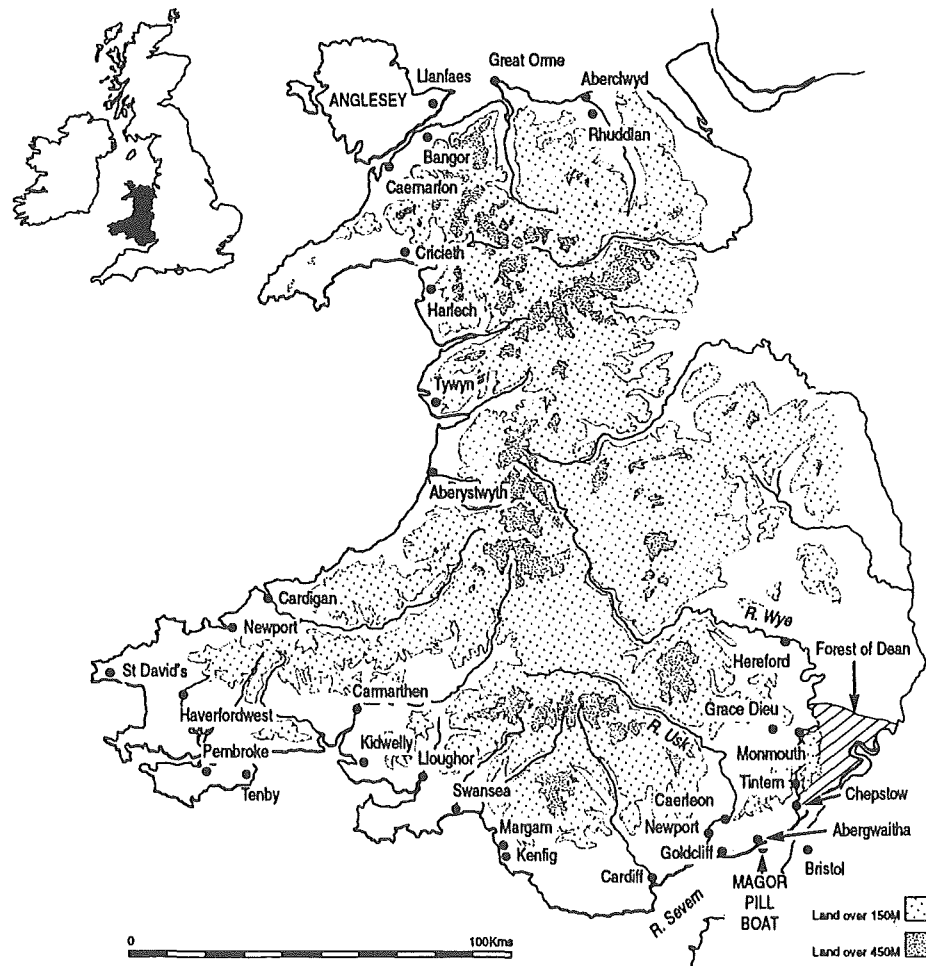 Great Orme
Llanfaes
Aberclwyd
ANGLESEY
Rhuddlan
Bangor
Caernarfon
Cricieth
Harlech
Tywyn
Aberystwyth
Cardigan
R. Wye
Newport
Forest of Dean
St David's
Hereford
Carmarthen
Grace Dieu
Haverfordwest
R. Usk
Monmouth
Pembroke
Kidwelly
Lloughor
Tintern
Tenby
Swansea
Caerleon
Chepstow
Margam
Newport
Abergwaitha
Kenfig
Goldcliff
Bristol
Cardiff
MAGOR
PILL
BOAT
R. Severn
Land over 150M
0 100Kms
Land over 450M